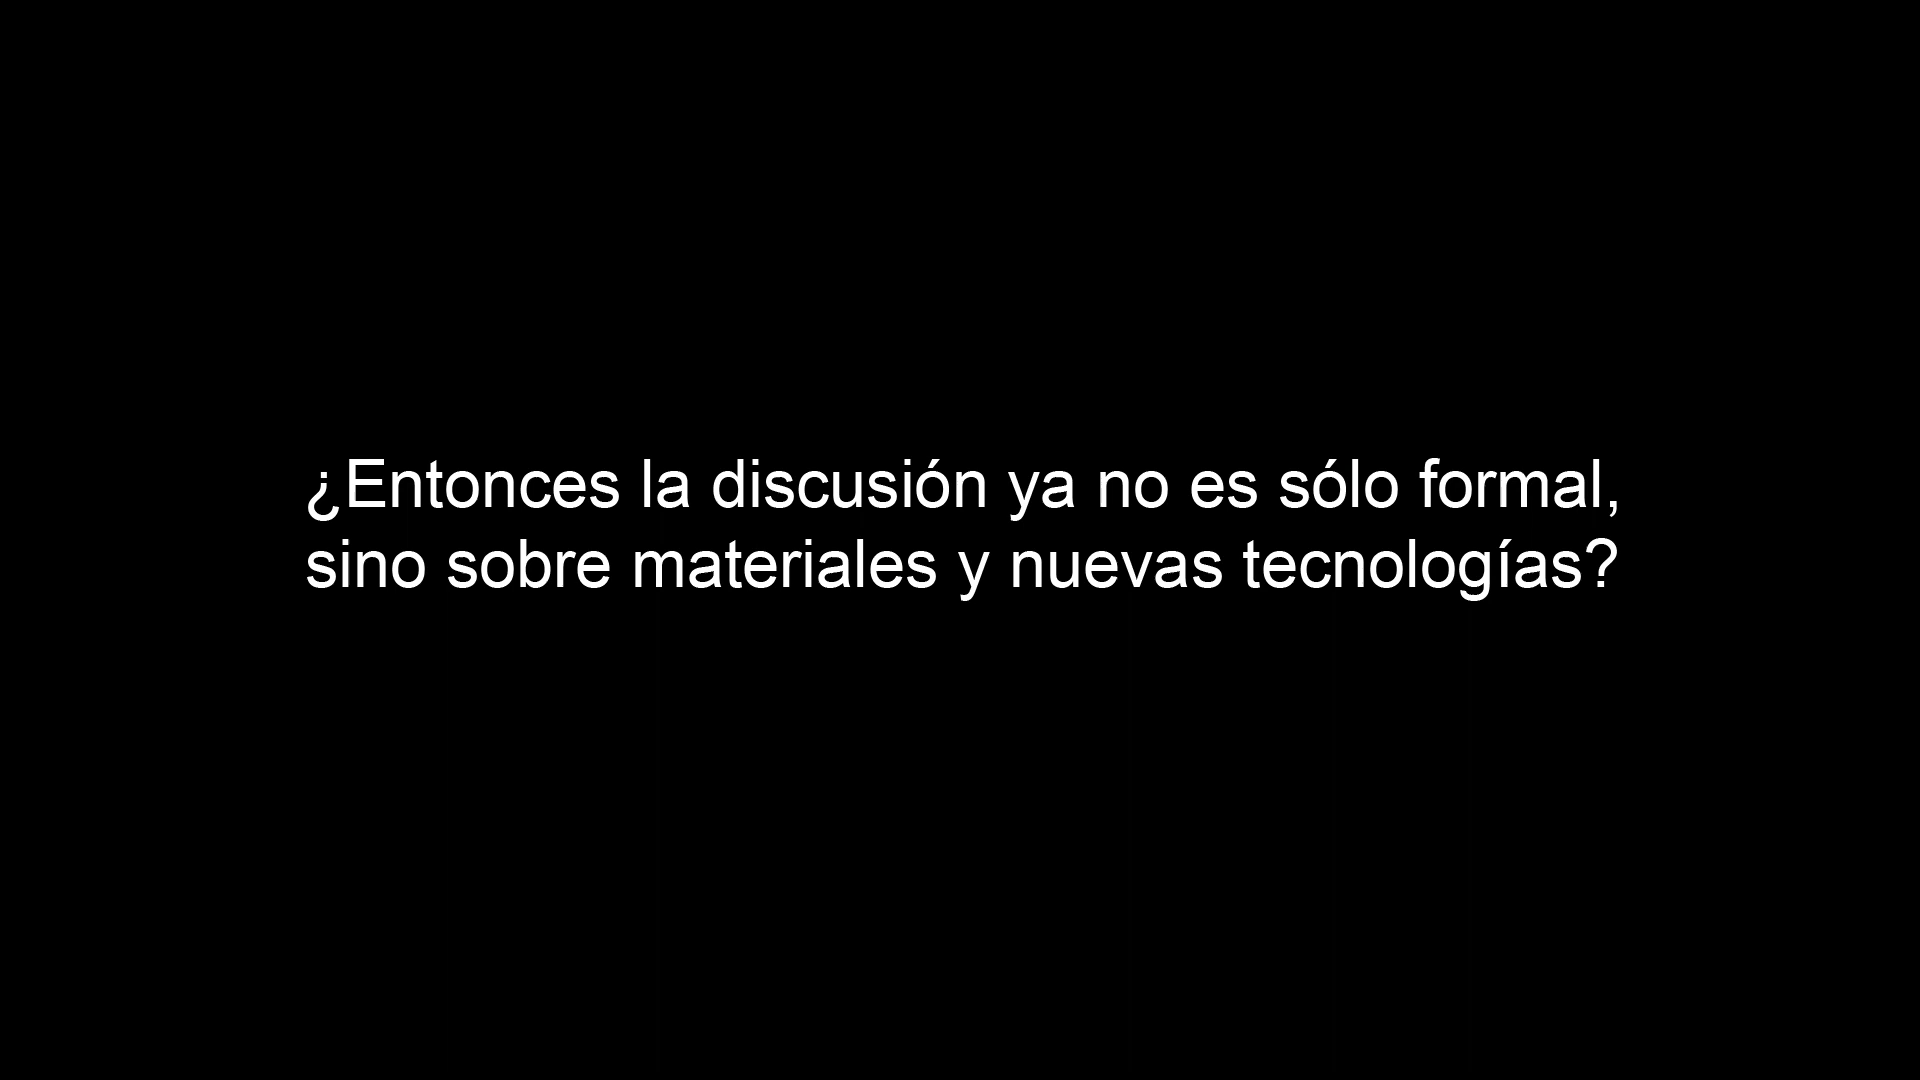 ¿Entonces la discusión ya no es sólo formal,
sino sobre materiales y nuevas tecnologías?